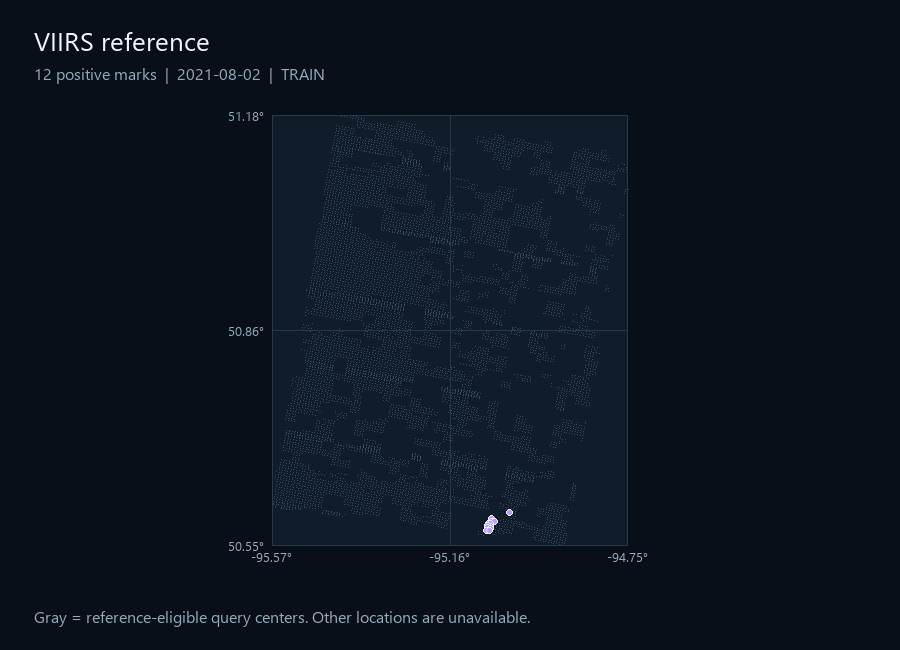 VIIRS reference
12 positive marks | 2021-08-02 | TRAIN
51.18°
50.86°
50.55°
-95.57° -95.16° -94.75°
Gray = reference-eligible query centers. Other locations are unavailable.